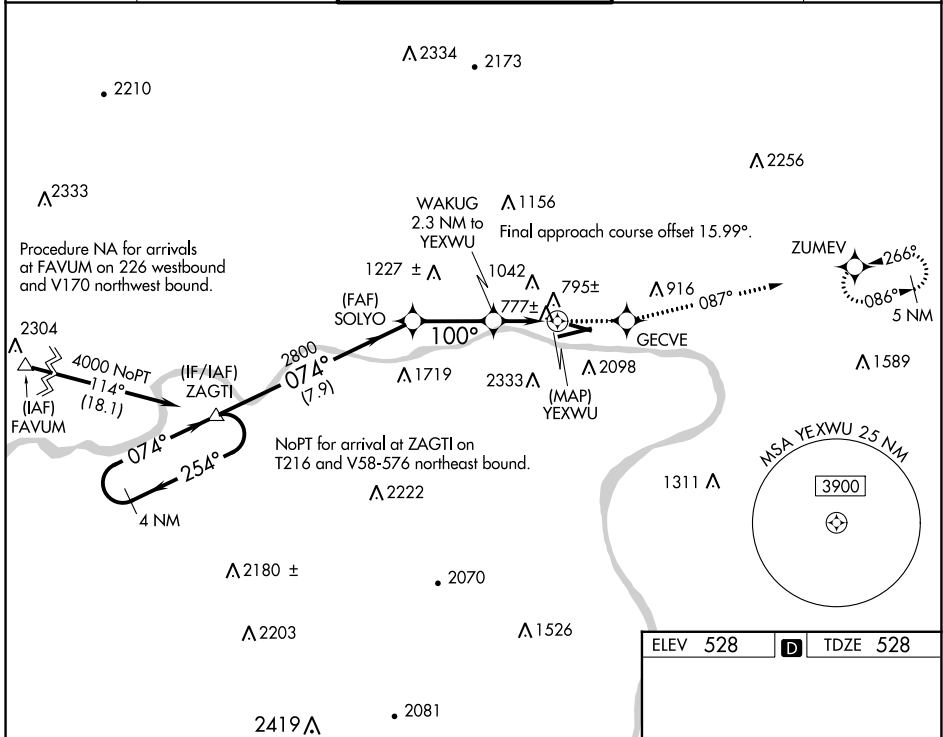 2334
2173
2210
2256
2333
WAKUG
2.3 NM to
YEXWU
1156
Final approach course offset 15.99°.
ZUMEV
266°
086°
5 NM
Procedure NA for arrivals
at FAVUM on 226 westbound
and V170 northwest bound.
1227 ±
1042
795±
916
087°
(FAF)
SOLYO
777±
100°
GECVE
2304
4000 NoPT
114°
(18.1)
(IAF)
FAVUM
(IF/IAF)
ZAGTI
2800
074°
(7.9)
1719
2333
2098
(MAP)
YEXWU
1589
074°
254°
4 NM
NoPT for arrival at ZAGTI on
T216 and V58-576 northeast bound.
2222
1311
MSA YEXWU 25 NM
3900
2180 ±
2070
2203
1526
ELEV 528 D TDZE 528
2081
2419